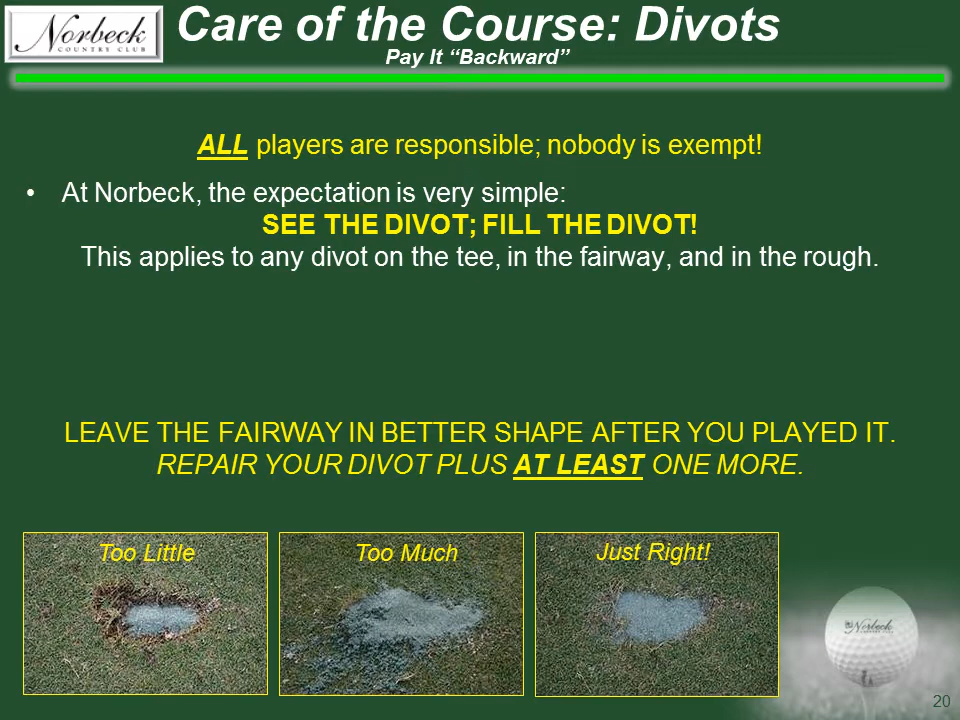 Norbeck
COUNTRY CLUB
Care of the Course: Divots
Pay It “Backward”
ALL players are responsible; nobody is exempt!
• At Norbeck, the expectation is very simple:
SEE THE DIVOT; FILL THE DIVOT!
This applies to any divot on the tee, in the fairway, and in the rough.
LEAVE THE FAIRWAY IN BETTER SHAPE AFTER YOU PLAYED IT.
REPAIR YOUR DIVOT PLUS AT LEAST ONE MORE.
Too Little
Too Much
Just Right!
Norbeck
20